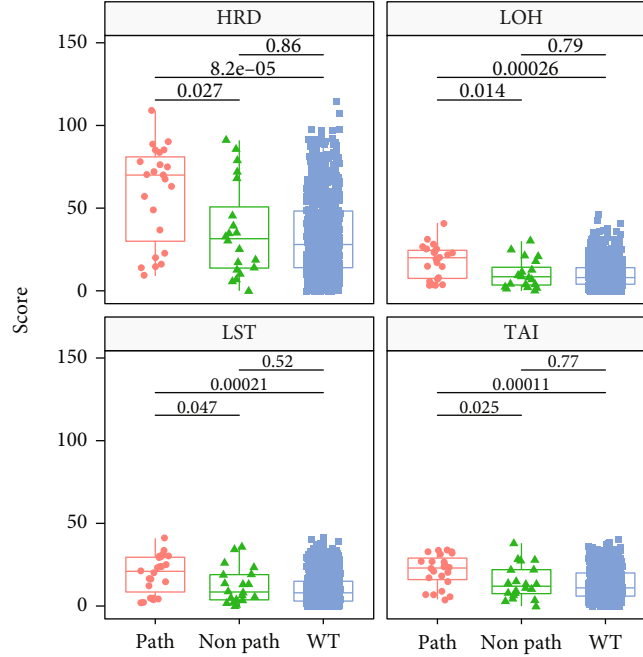 HRD
LOH
150
100
50
0
0.86
8.2e–05
0.027
0.79
0.00026
0.014
Score
LST
TAI
150
100
50
0
0.52
0.00021
0.047
0.77
0.00011
0.025
Path Non path WT
Path Non path WT